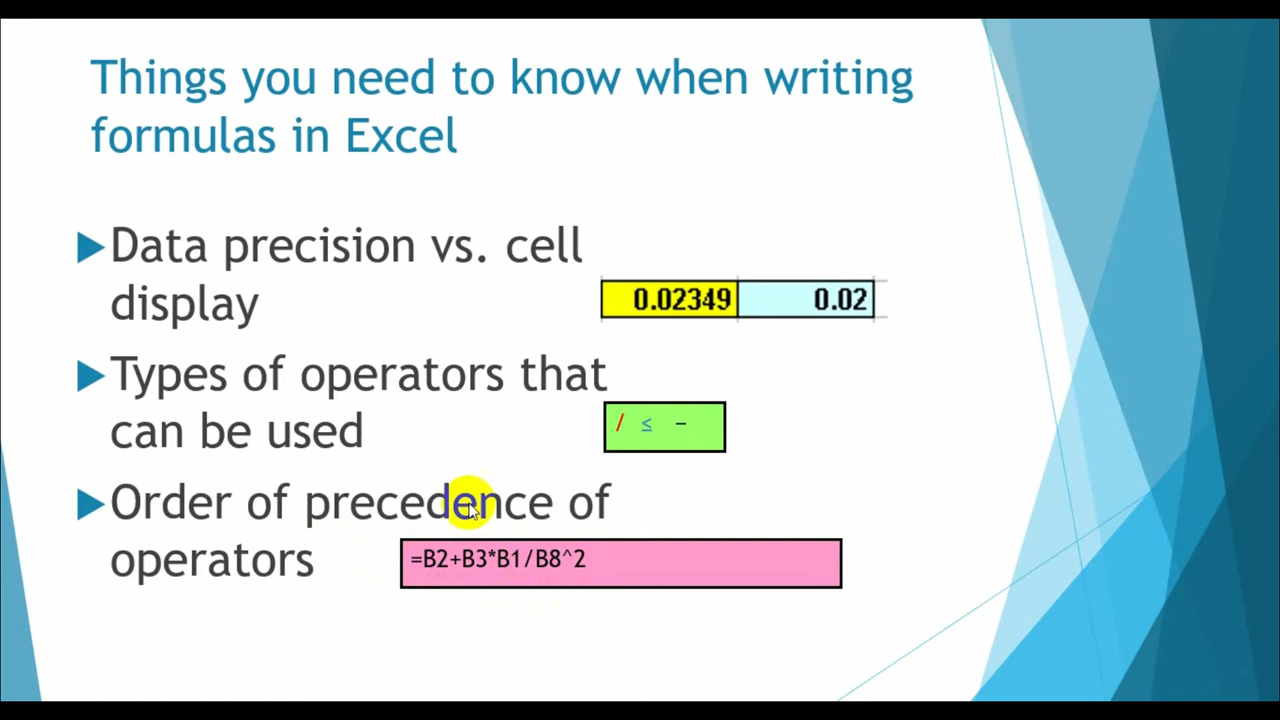 Things you need to know when writing
formulas in Excel
Data precision vs. cell
display
0.02349 0.02
Types of operators that
can be used
/ ≤ −
Order of precedence of
operators
=B2+B3*B1/B8^2